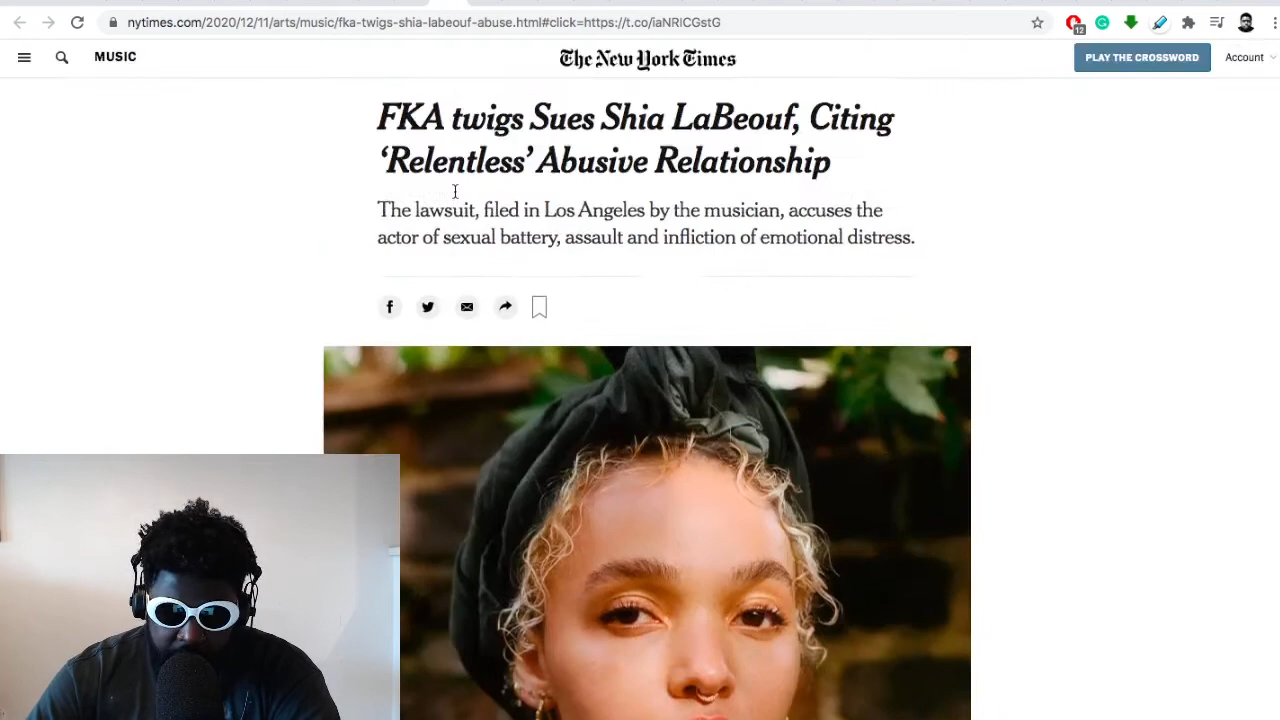 nytimes.com/2020/12/11/arts/music/fka-twigs-shia-labeouf-abuse.html#click=https://t.co/iaNRlCGstG
12
MUSIC
The New York Times
PLAY THE CROSSWORD
Account
FKA twigs Sues Shia LaBeouf, Citing
‘Relentless’ Abusive Relationship
The lawsuit, filed in Los Angeles by the musician, accuses the
actor of sexual battery, assault and infliction of emotional distress.